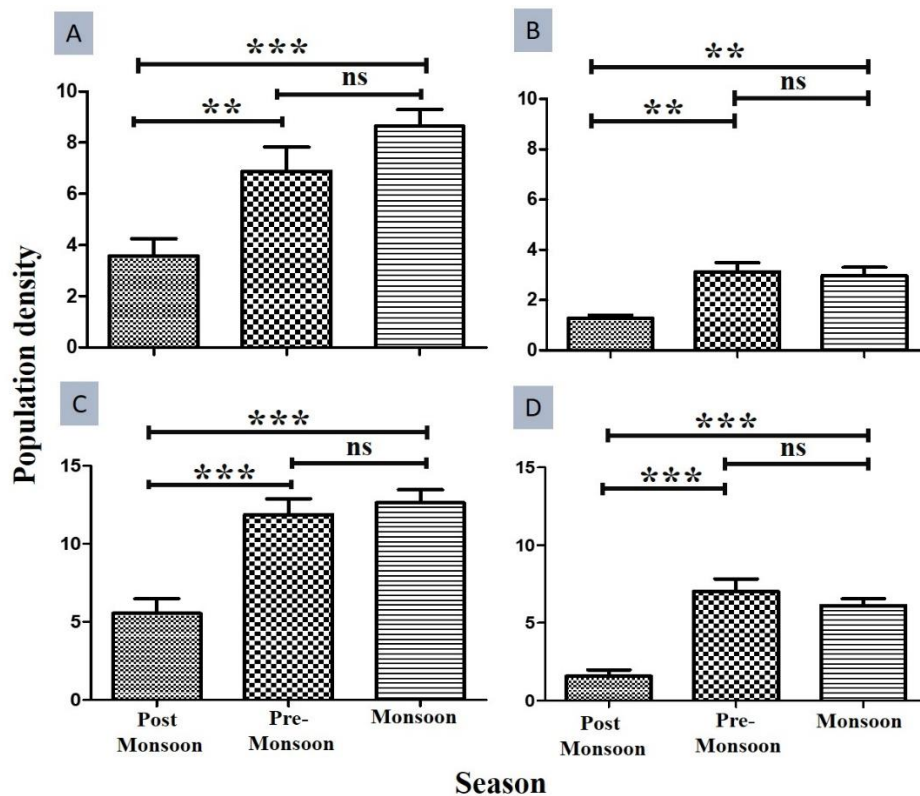 A
***
ns
**
10
8
6
4
2
0
B
**
ns
**
10
8
6
4
2
0
Population density
C
***
ns
***
15
10
5
0
Post
Monsoon
Pre-
Monsoon
Monsoon
D
***
ns
***
15
10
5
0
Post
Monsoon
Pre-
Monsoon
Monsoon
Season